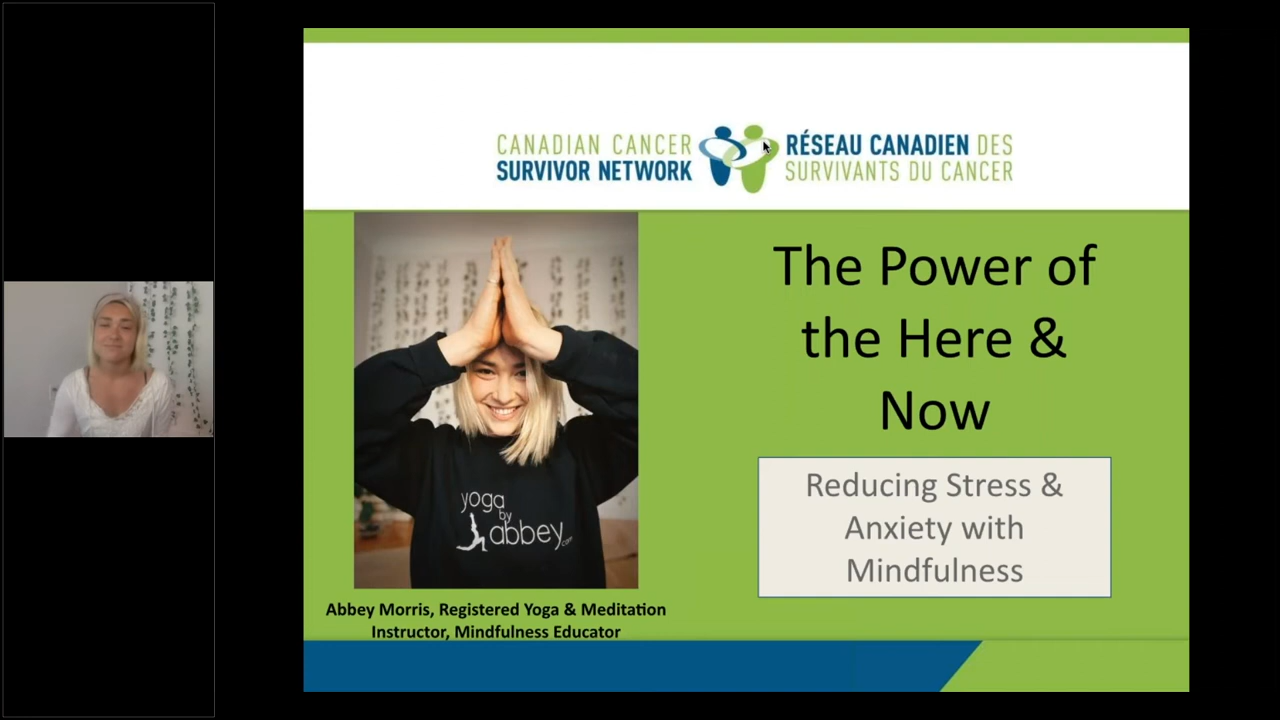 CANADIAN CANCER
SURVIVOR NETWORK
RÉSEAU CANADIEN DES
SURVIVANTS DU CANCER
The Power of
the Here &
Now
Reducing Stress &
Anxiety with
Mindfulness
yoga
by
abbey.com
Abbey Morris, Registered Yoga & Meditation
Instructor, Mindfulness Educator